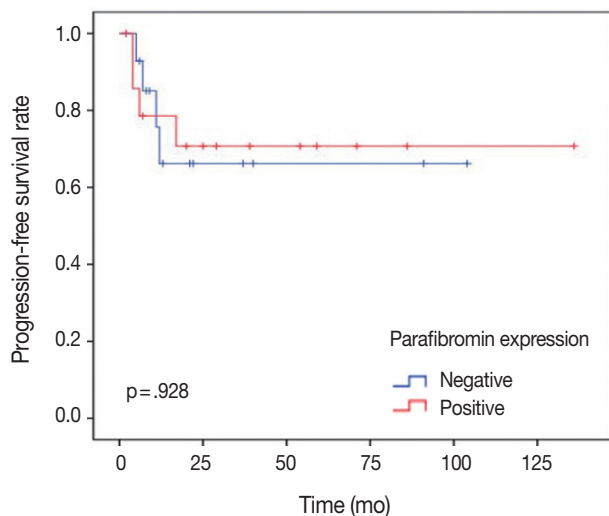 Progression-free survival rate
1.0
0.8
0.6
0.4
0.2
0.0
p=.928
Parafibromin expression
Negative
Positive
0 25 50 75 100 125
Time (mo)